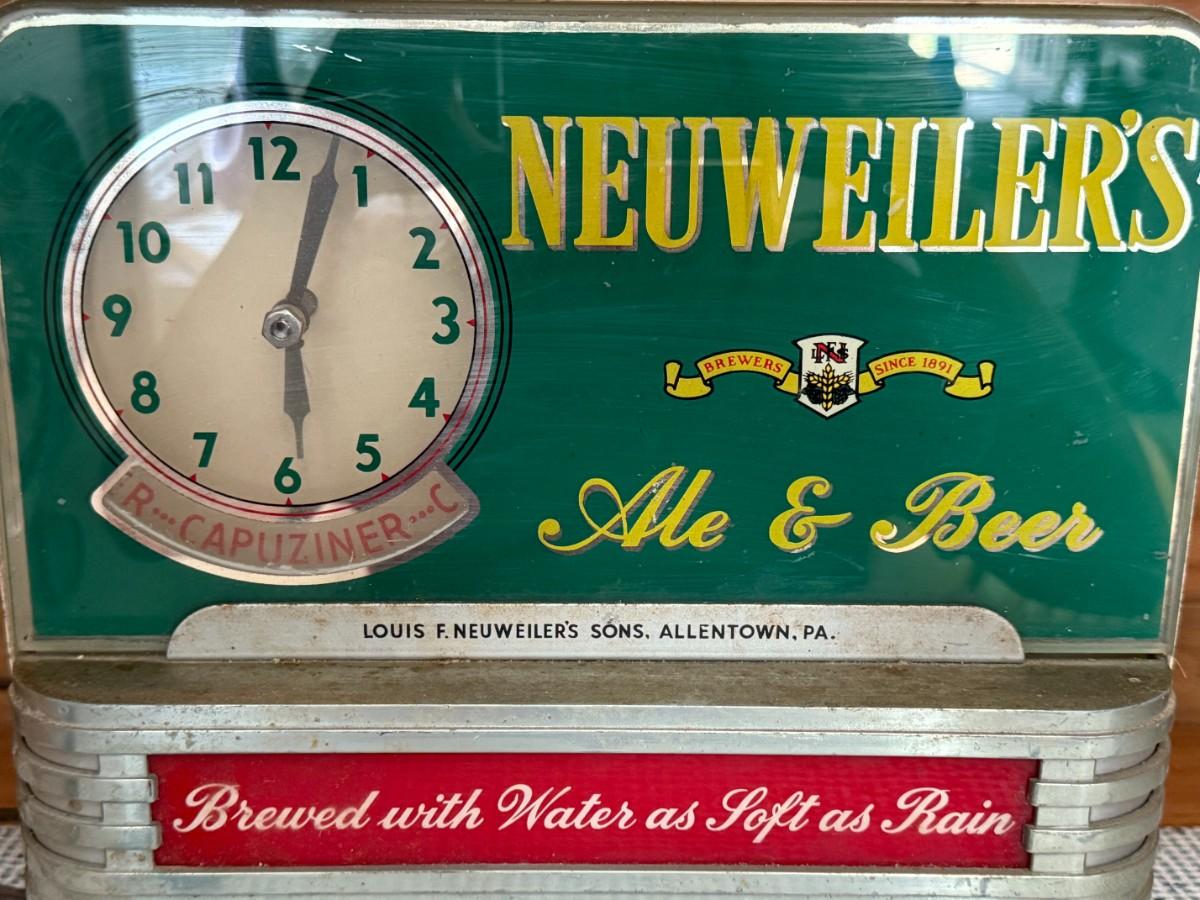 NEUWEILER'S
12
11
1
10
2
9
3
8
4
7
5
6
BREWERS
LFNS
SINCE 1891
Ale & Beer
R...CAPUZINER...C
LOUIS F. NEUWEILER'S SONS, ALLENTOWN, PA.
Brewed with Water as Soft as Rain